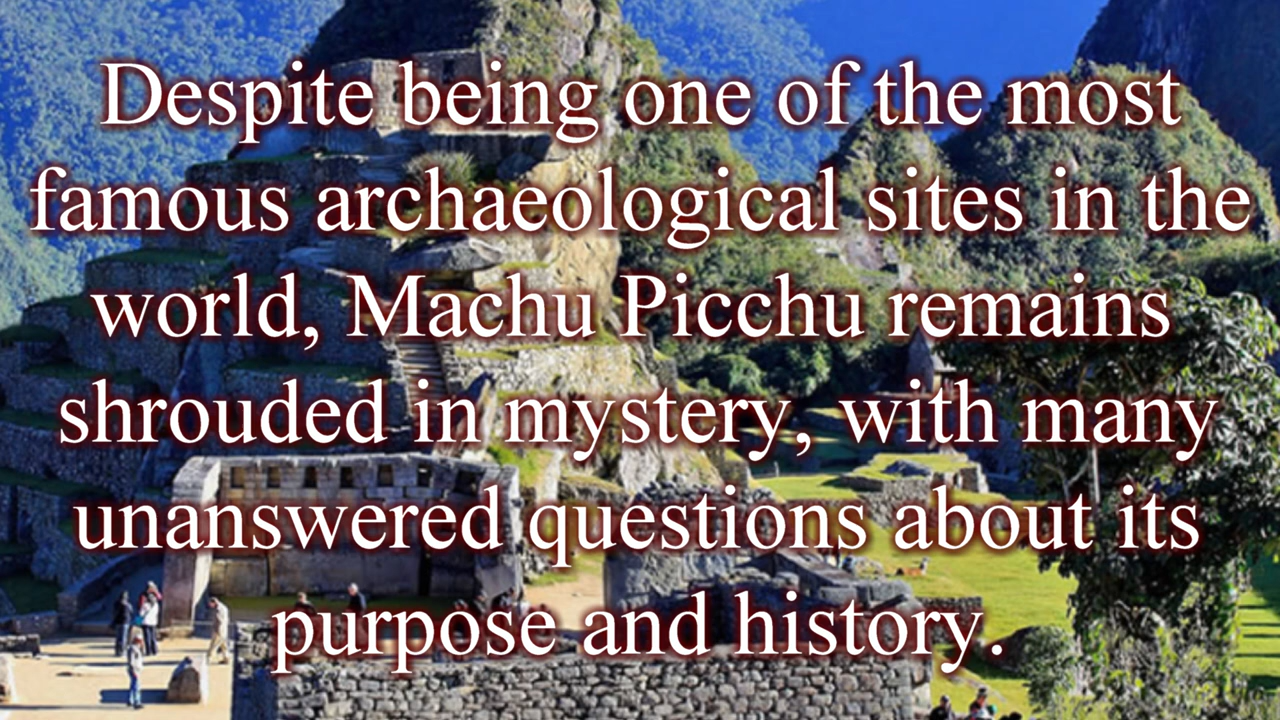 Despite being one of the most
famous archaeological sites in the
world, Machu Picchu remains
shrouded in mystery, with many
unanswered questions about its
purpose and history.